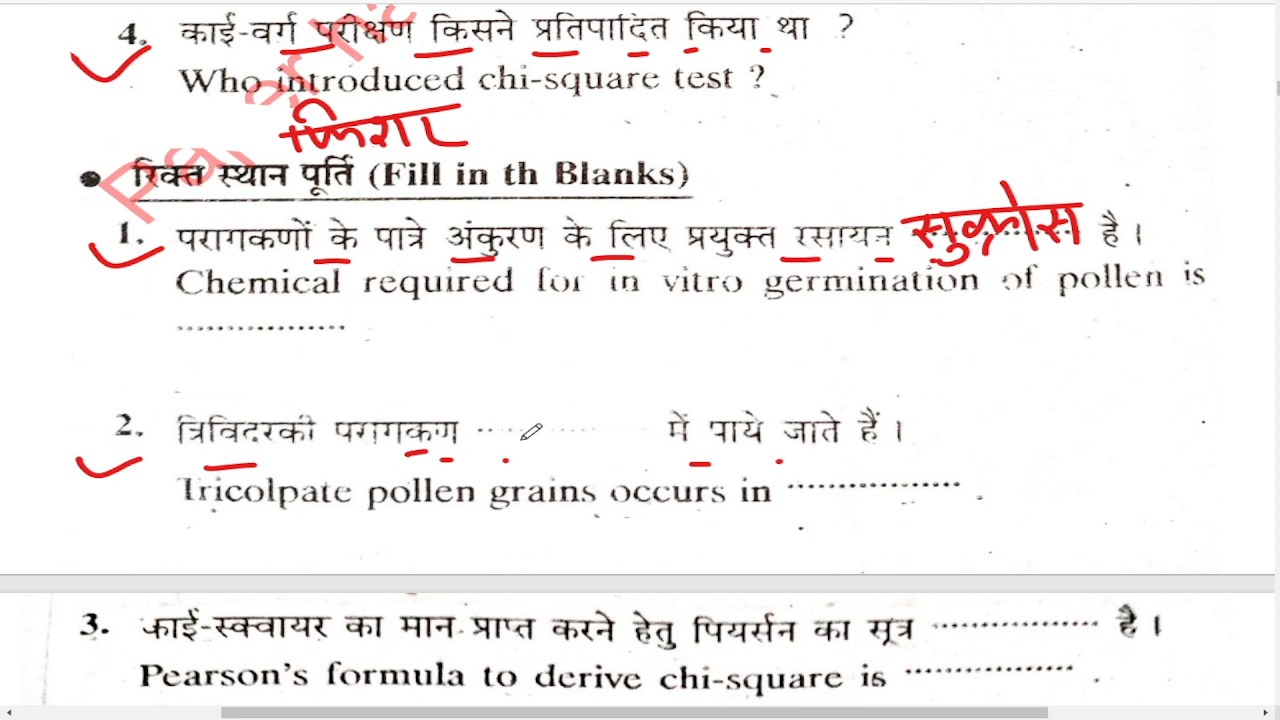 4. काई-वर्ग परीक्षण किसने प्रतिपादित किया था ?
Who introduced chi-square test ?
फिशर
● रिक्त स्थान पूर्ति (Fill in th Blanks)
1. परागकणों के पात्रे अंकुरण के लिए प्रयुक्त रसायन सुक्रोस है ।
Chemical required for in vitro germination of pollen is
.................
2. त्रिविदरकी परागकण ................ में पाये जाते हैं ।
Tricolpate pollen grains occurs in ................. .
3. काई-स्क्वायर का मान प्राप्त करने हेतु पियर्सन का सूत्र ................. है ।
Pearson's formula to derive chi-square is ................. .